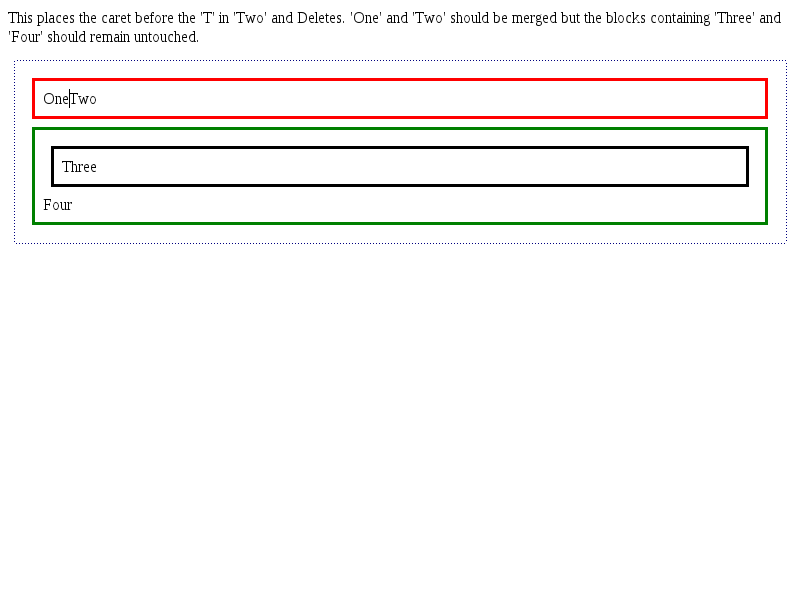 This places the caret before the 'T' in 'Two' and Deletes. 'One' and 'Two' should be merged but the blocks containing 'Three' and
'Four' should remain untouched.
OneTwo
Three
Four